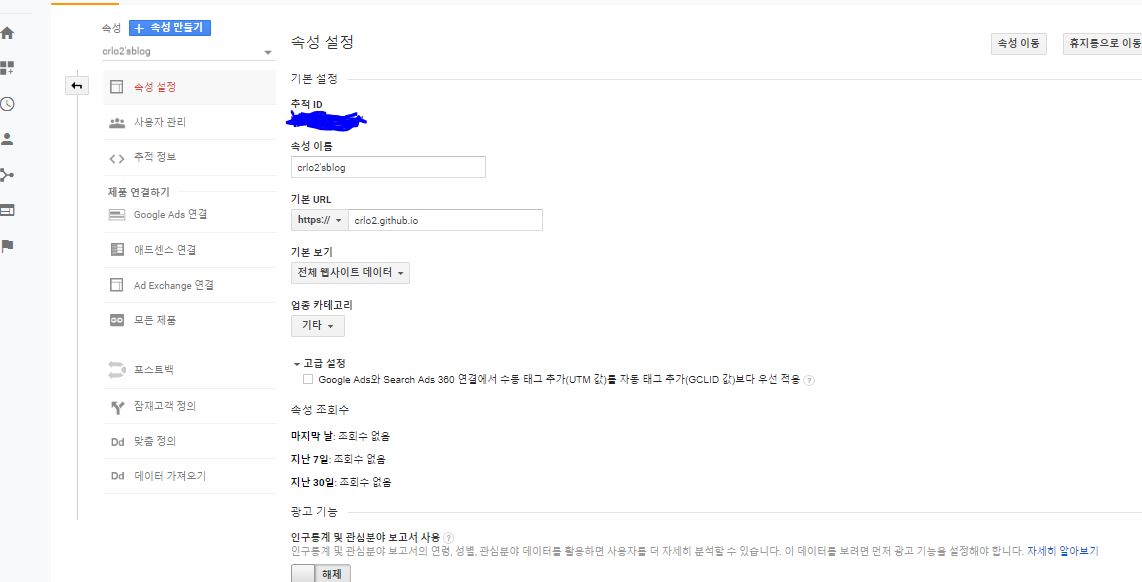 속성 + 속성 만들기
crlo2'sblog
속성 설정
사용자 관리
추적 정보
제품 연결하기
Google Ads 연결
애드센스 연결
Ad Exchange 연결
GO 모든 제품
포스트백
잠재고객 정의
Dd 맞춤 정의
Dd 데이터 가져오기
속성 설정
속성 이동
휴지통으로 이동
기본 설정
추적 ID
속성 이름
crlo2'sblog
기본 URL
https:// crlo2.github.io
기본 보기
전체 웹사이트 데이터
업종 카테고리
기타
고급 설정
Google Ads와 Search Ads 360 연결에서 수동 태그 추가(UTM 값)를 자동 태그 추가(GCLID 값)보다 우선 적용 ?
속성 조회수
마지막 날: 조회수 없음
지난 7일: 조회수 없음
지난 30일: 조회수 없음
광고 기능
인구통계 및 관심분야 보고서 사용 ?
인구통계 및 관심분야 보고서의 연령, 성별, 관심분야 데이터를 활용하면 사용자를 더 자세히 분석할 수 있습니다. 이 데이터를 보려면 먼저 광고 기능을 설정해야 합니다. 자세히 알아보기
해제